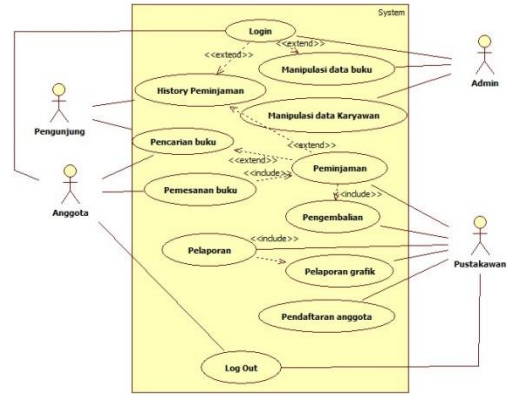 System
Login
<<extend>>
<<extend>>
Manipulasi data buku
Admin
History Peminjaman
Manipulasi data Karyawan
Pengunjung
Pencarian buku
<<extend>>
<<extend>>
Peminjaman
<<include>>
Pemesanan buku
<<include>>
Anggota
Pengembalian
Pelaporan
<<include>>
Pelaporan grafik
Pustakawan
Pendaftaran anggota
Log Out